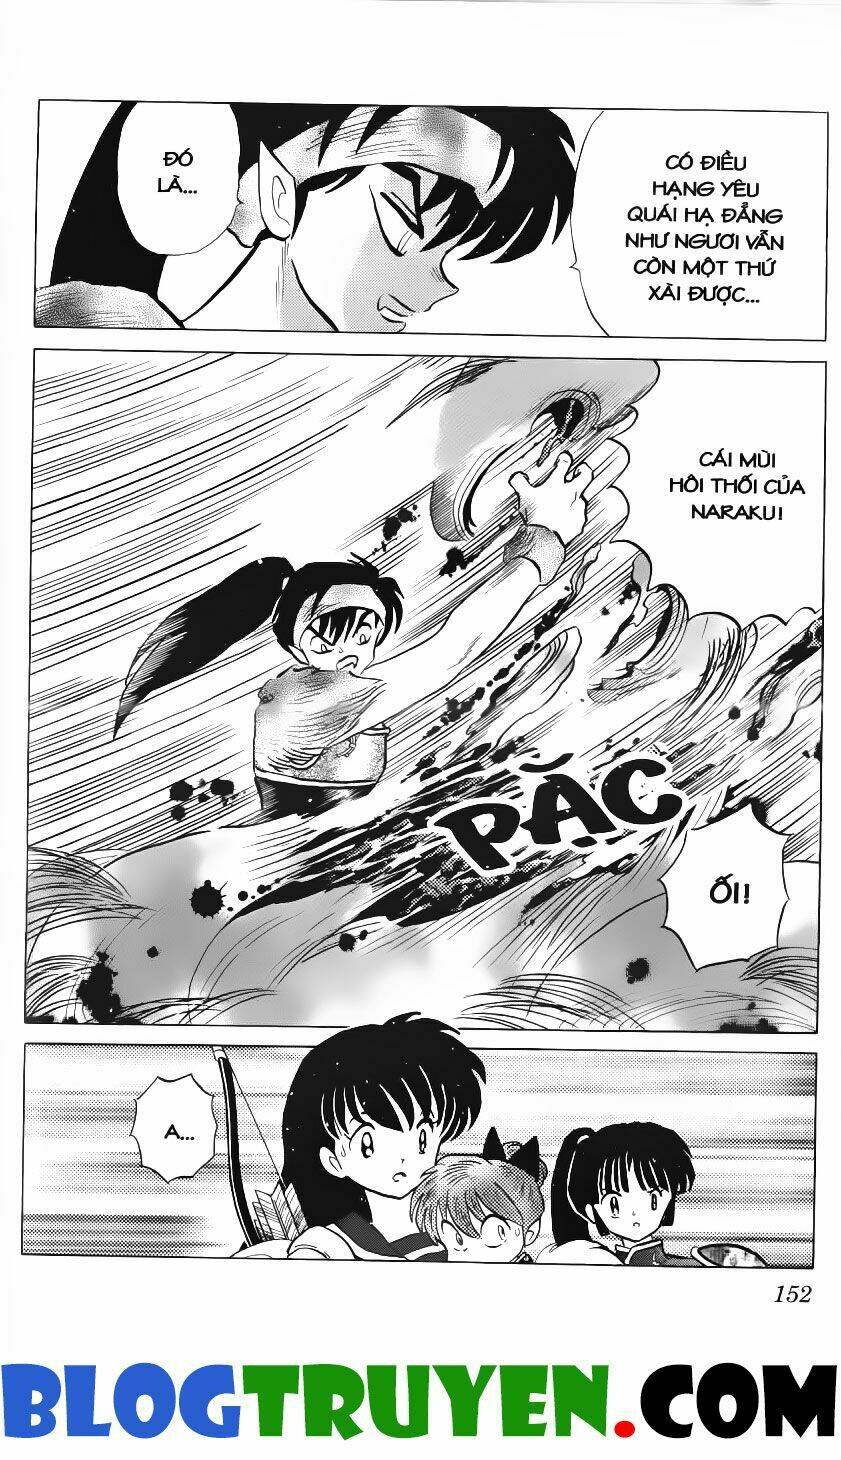 CÓ ĐIỀU
HẠNG YÊU
QUÁI HẠ ĐẲNG
NHƯ NGƯƠI VẪN
CÒN MỘT THỨ
XÀI ĐƯỢC...
ĐÓ
LÀ...
CÁI MÙI
HÔI THỐI CỦA
NARAKU!
PẶC
ỐI!
A...
152
BLOGTRUYEN.COM